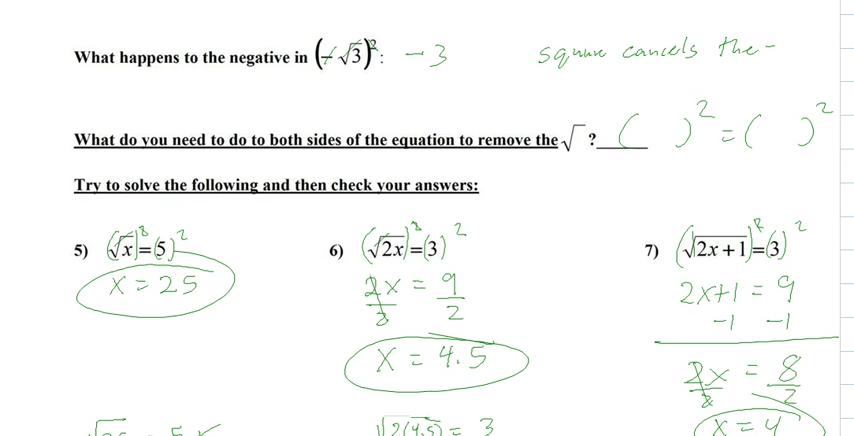 What happens to the negative in (-√3)²: -3 square cancels the -
What do you need to do to both sides of the equation to remove the √ ? ( )² = ( )²
Try to solve the following and then check your answers:
5) (√x)²=(5)² 6) (√2x)²=(3)² 7) (√2x+1)²=(3)²
x = 25 2x = 9 2x+1 = 9
2 2 -1 -1
x = 4.5 2x = 8
2 2
√2(4.5) = 3 x = 4